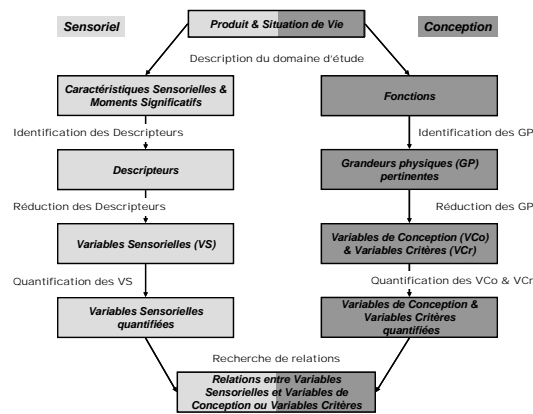 Sensoriel
Produit & Situation de Vie
Conception
Description du domaine d'étude
Caractéristiques Sensorielles &
Moments Significatifs
Fonctions
Identification des Descripteurs
Identification des GP
Descripteurs
Grandeurs physiques (GP)
pertinentes
Réduction des Descripteurs
Réduction des GP
Variables Sensorielles (VS)
Variables de Conception (VCo)
& Variables Critères (VCr)
Quantification des VS
Quantification des VCo & VCr
Variables Sensorielles
quantifiées
Variables de Conception &
Variables Critères
quantifiées
Recherche de relations
Relations entre Variables
Sensorielles et Variables de
Conception ou Variables Critères